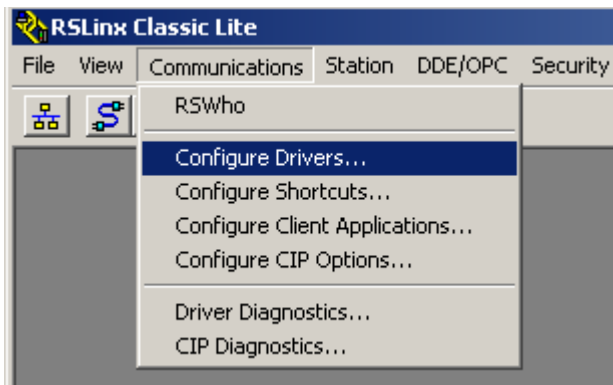 RSLinx Classic Lite
File View Communications Station DDE/OPC Security
RSWho
Configure Drivers...
Configure Shortcuts...
Configure Client Applications...
Configure CIP Options...
Driver Diagnostics...
CIP Diagnostics...